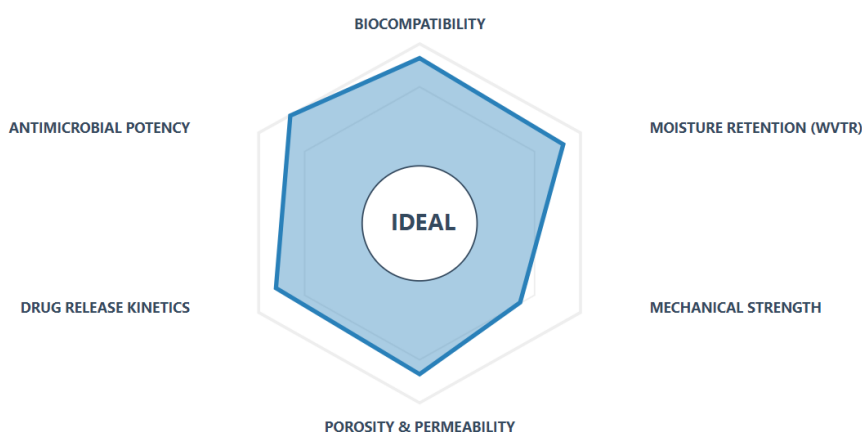 BIOCOMPATIBILITY
ANTIMICROBIAL POTENCY
MOISTURE RETENTION (WVTR)
IDEAL
DRUG RELEASE KINETICS
MECHANICAL STRENGTH
POROSITY & PERMEABILITY